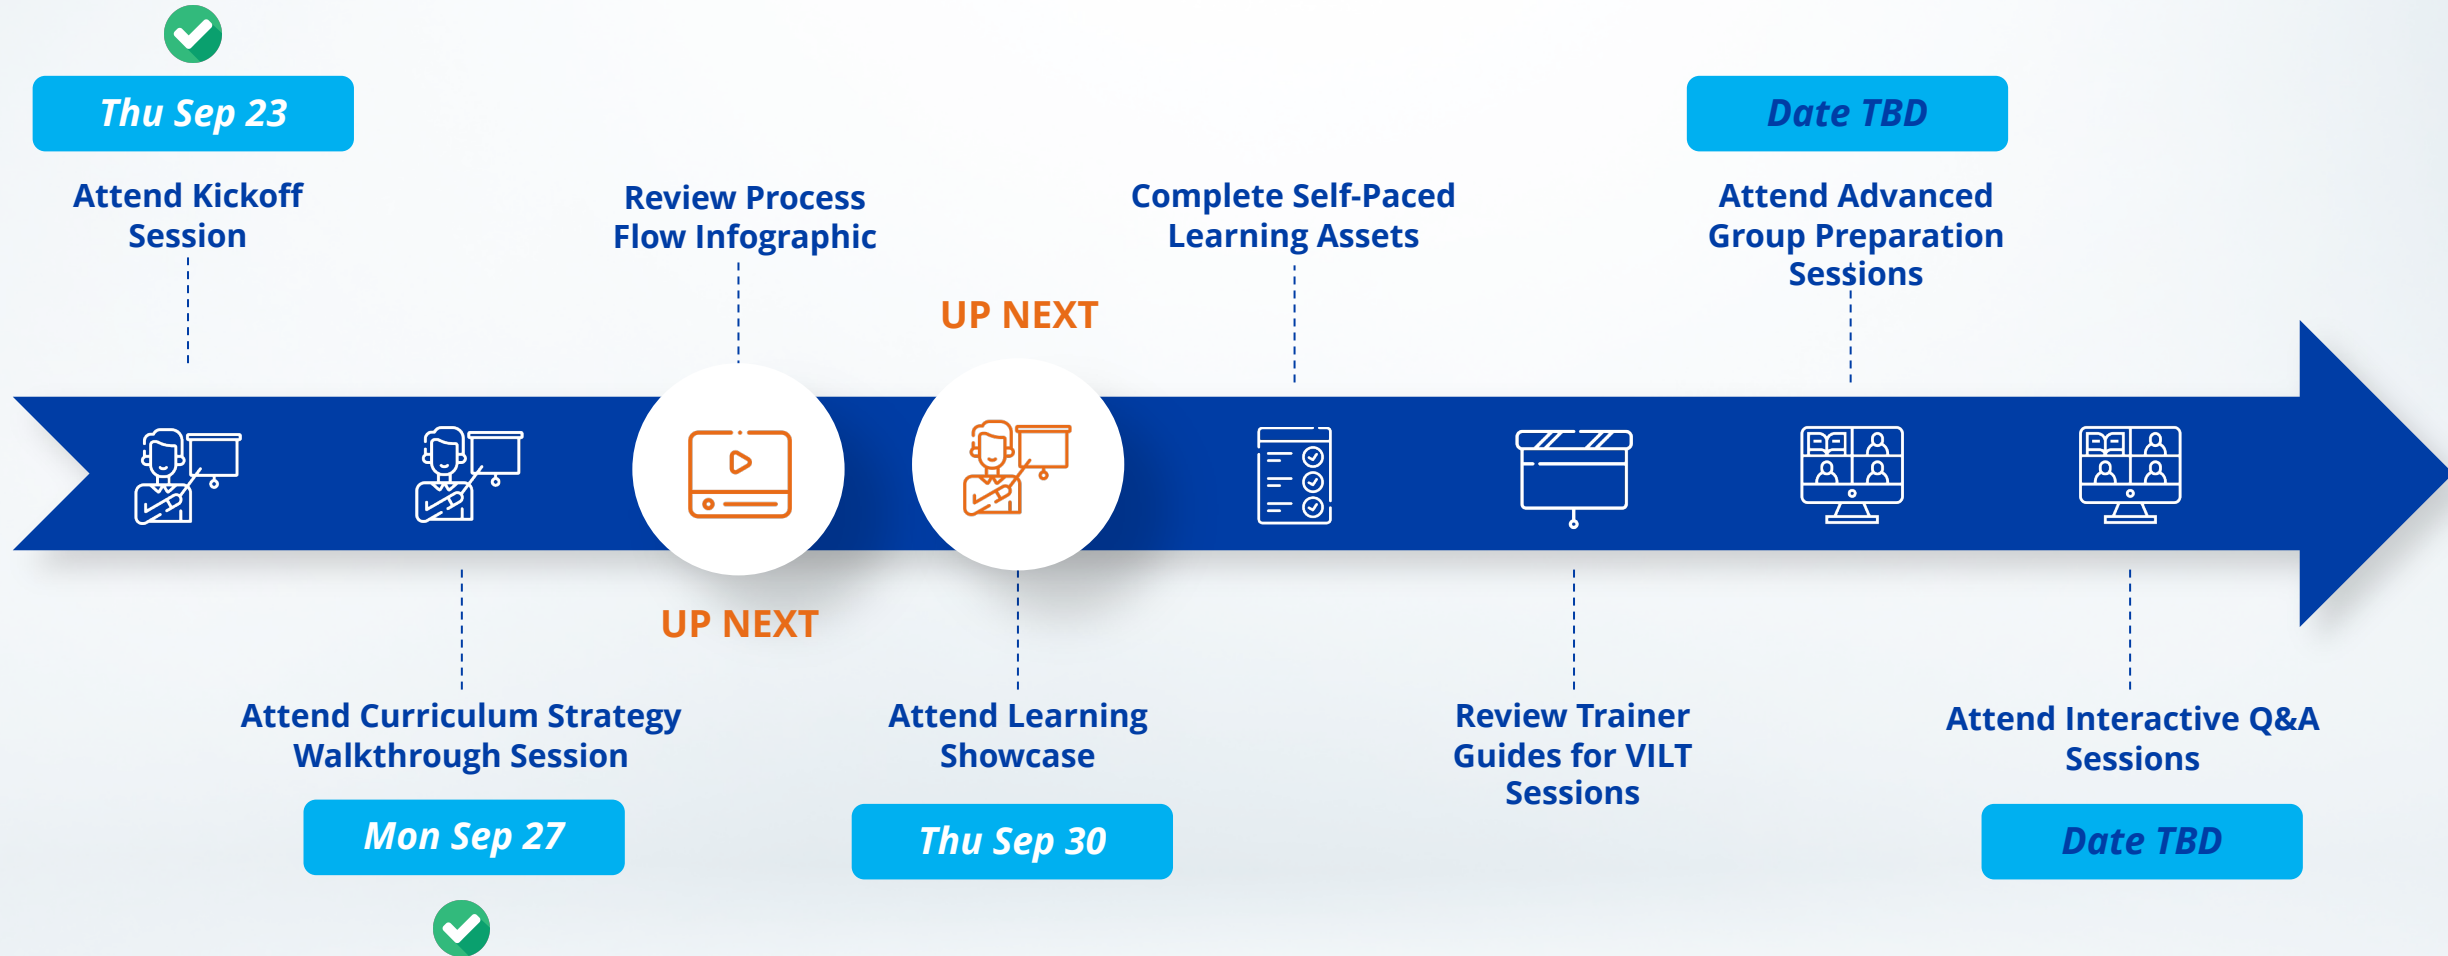 Thu Sep 23
Attend Kickoff
Session
Attend Curriculum Strategy
Walkthrough Session
Mon Sep 27
Review Process
Flow Infographic
UP NEXT
UP NEXT
Attend Learning
Showcase
Thu Sep 30
Complete Self-Paced
Learning Assets
Review Trainer
Guides for VILT
Sessions
Date TBD
Attend Advanced
Group Preparation
Sessions
Attend Interactive Q&A
Sessions
Date TBD